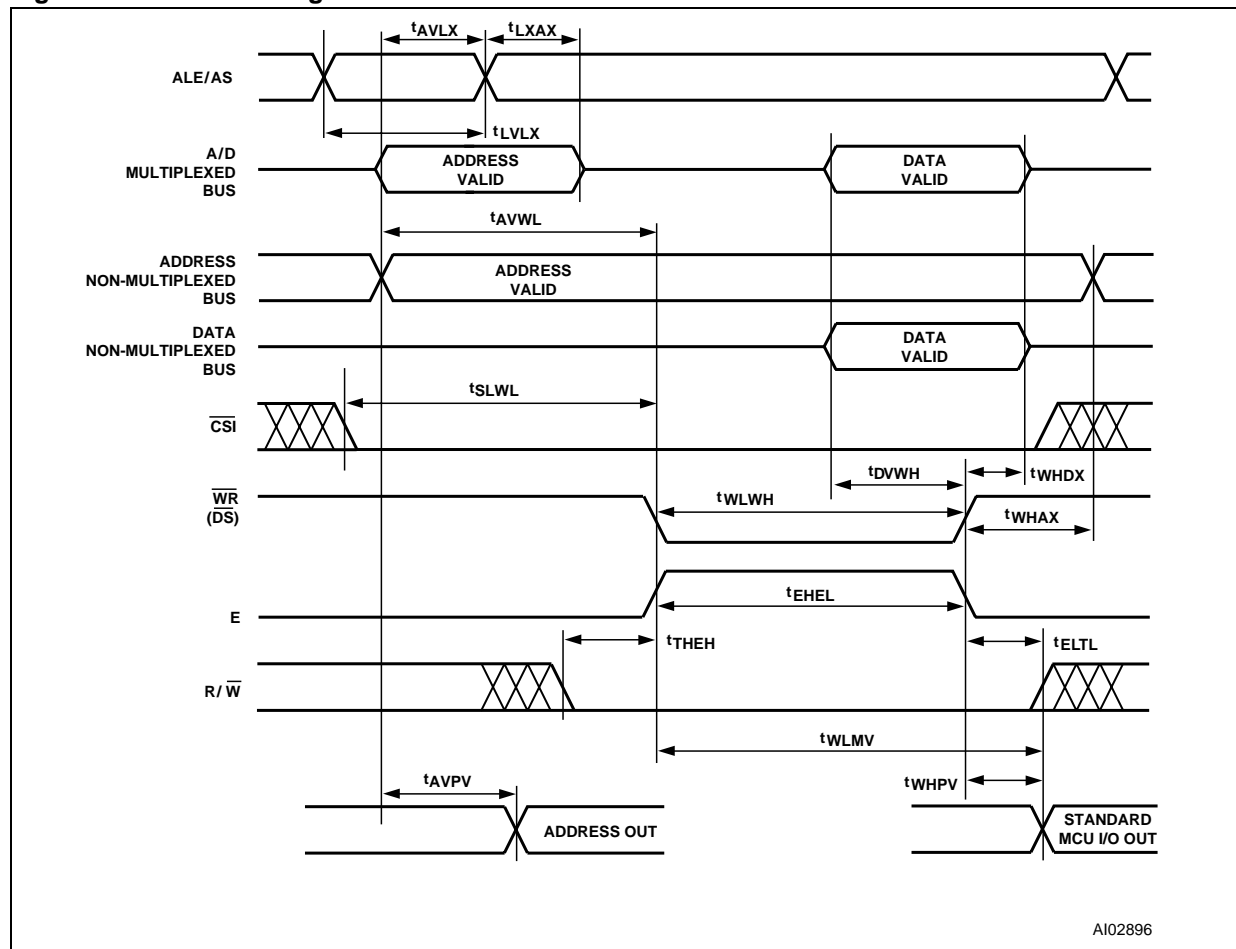 tAVLX
tLXAX
ALE/AS
tLVLX
A/D
MULTIPLEXED
BUS
ADDRESS
VALID
DATA
VALID
tAVWL
ADDRESS
NON-MULTIPLEXED
BUS
ADDRESS
VALID
DATA
NON-MULTIPLEXED
BUS
DATA
VALID
tSLWL
CSI
tDVWH
tWHDX
WR
(DS)
tWLWH
tWHAX
tEHEL
E
tTHEH
tELTL
R/W
tWLMV
tAVPV
tWHPV
ADDRESS OUT
STANDARD
MCU I/O OUT
AI02896